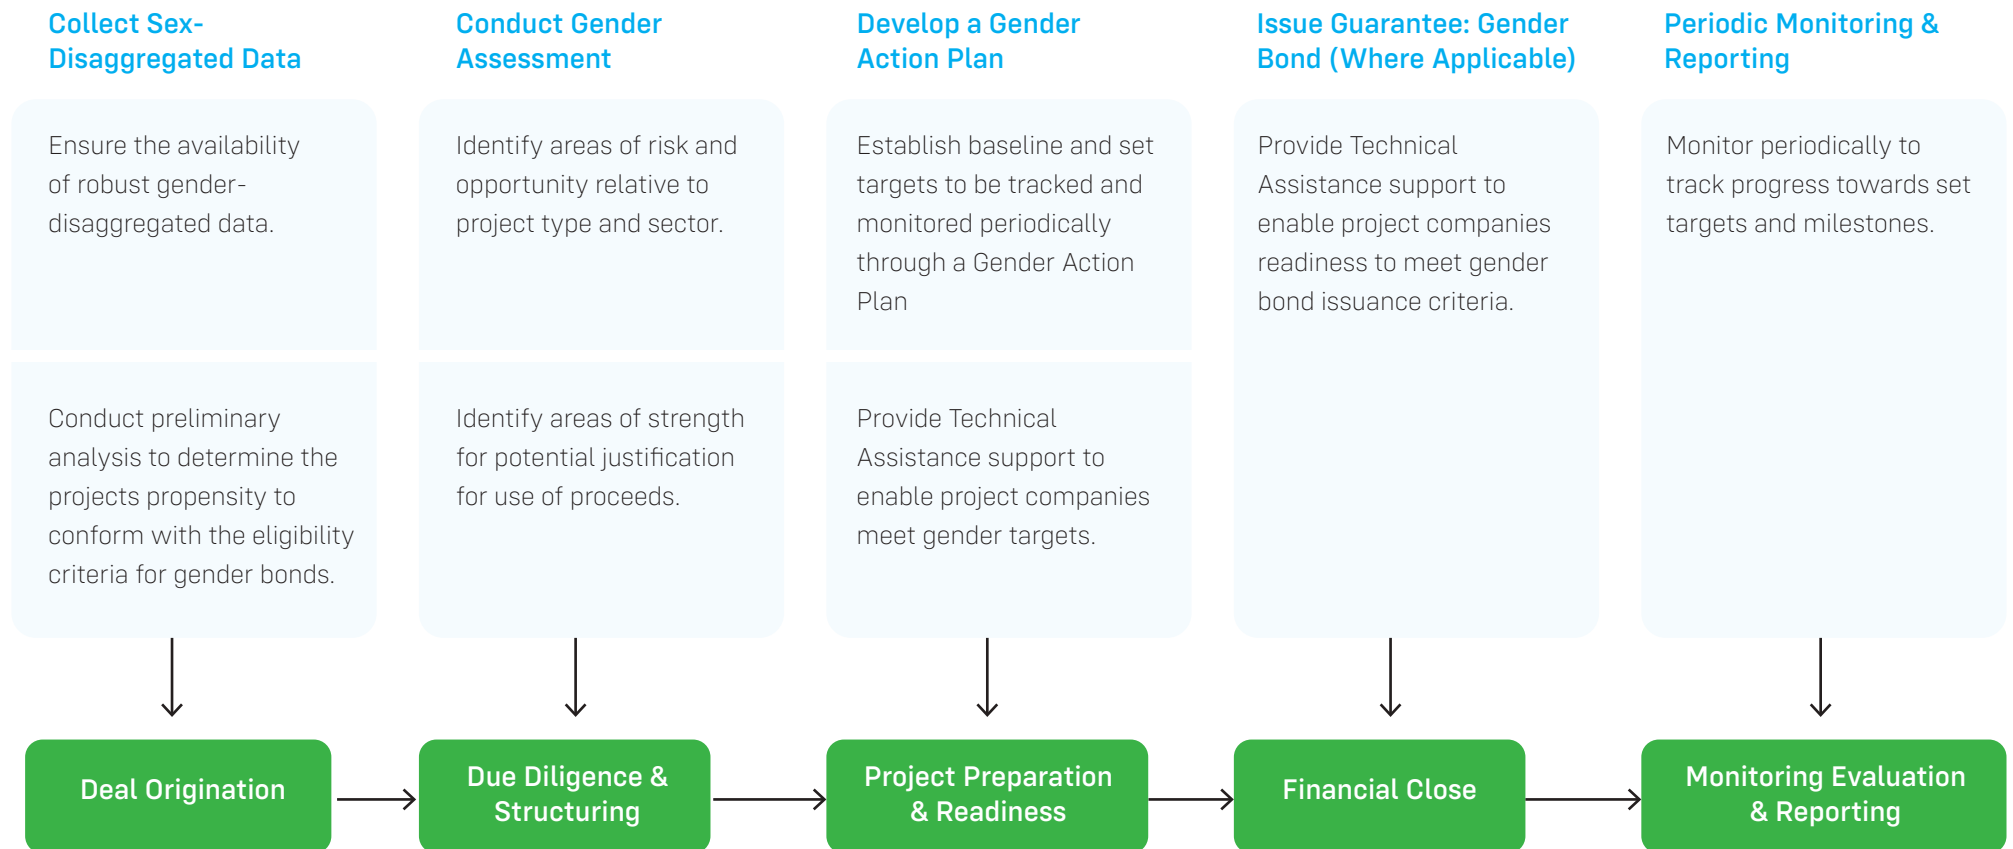 Collect Sex-
Disaggregated Data
Ensure the availability
of robust gender-
disaggregated data.
Conduct preliminary
analysis to determine the
projects propensity to
conform with the eligibility
criteria for gender bonds.
Conduct Gender
Assessment
Identify areas of risk and
opportunity relative to
project type and sector.
Identify areas of strength
for potential justification
for use of proceeds.
Develop a Gender
Action Plan
Establish baseline and set
targets to be tracked and
monitored periodically
through a Gender Action
Plan
Provide Technical
Assistance support to
enable project companies
meet gender targets.
Issue Guarantee: Gender
Bond (Where Applicable)
Provide Technical
Assistance support to
enable project companies
readiness to meet gender
bond issuance criteria.
Periodic Monitoring &
Reporting
Monitor periodically to
track progress towards set
targets and milestones.
Deal Origination
Due Diligence &
Structuring
Project Preparation
& Readiness
Financial Close
Monitoring Evaluation
& Reporting